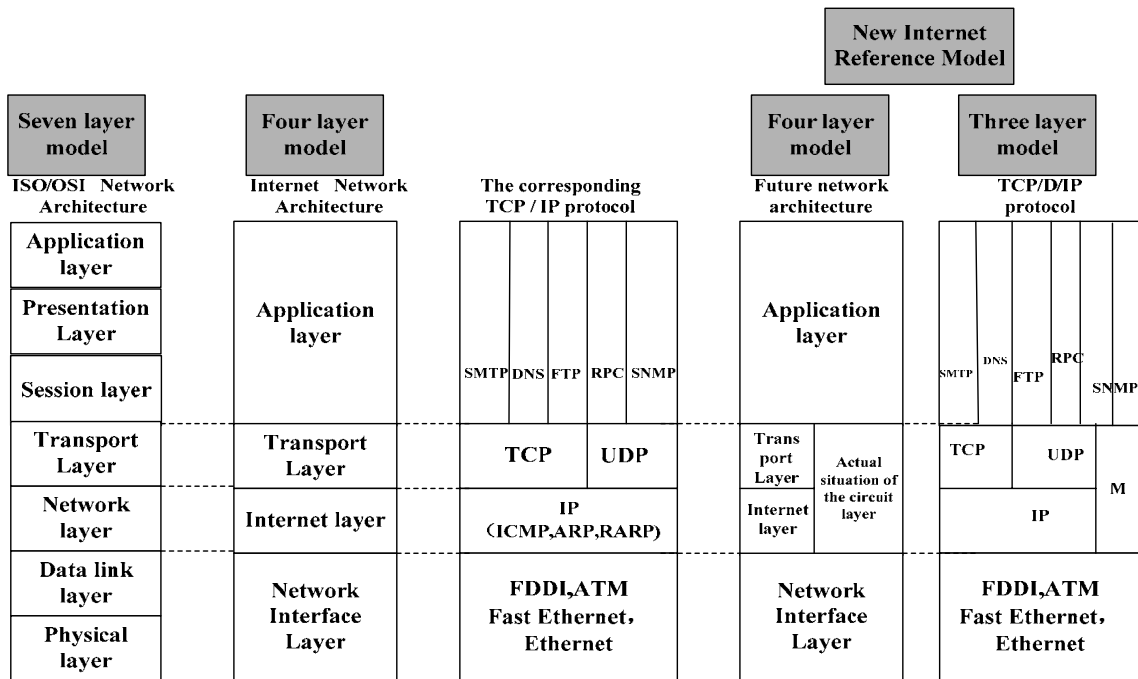 New Internet
Reference Model
Seven layer
model
Four layer
model
Four layer
model
Three layer
model
ISO/OSI Network
Architecture
Internet Network
Architecture
The corresponding
TCP / IP protocol
Future network
architecture
TCP/D/IP
protocol
Application
layer
Presentation
Layer
Session layer
Transport
Layer
Network
layer
Data link
layer
Physical
layer
Application
layer
Transport
Layer
Internet layer
Network
Interface
Layer
SMTP
DNS
FTP
RPC
SNMP
TCP
UDP
IP
（ICMP,ARP,RARP)
FDDI,ATM
Fast Ethernet，
Ethernet
Application
layer
Trans
port
Layer
Internet
layer
Actual
situation of
the circuit
layer
Network
Interface
Layer
SMTP
DNS
FTP
RPC
SNMP
TCP
UDP
M
IP
FDDI,ATM
Fast Ethernet，
Ethernet